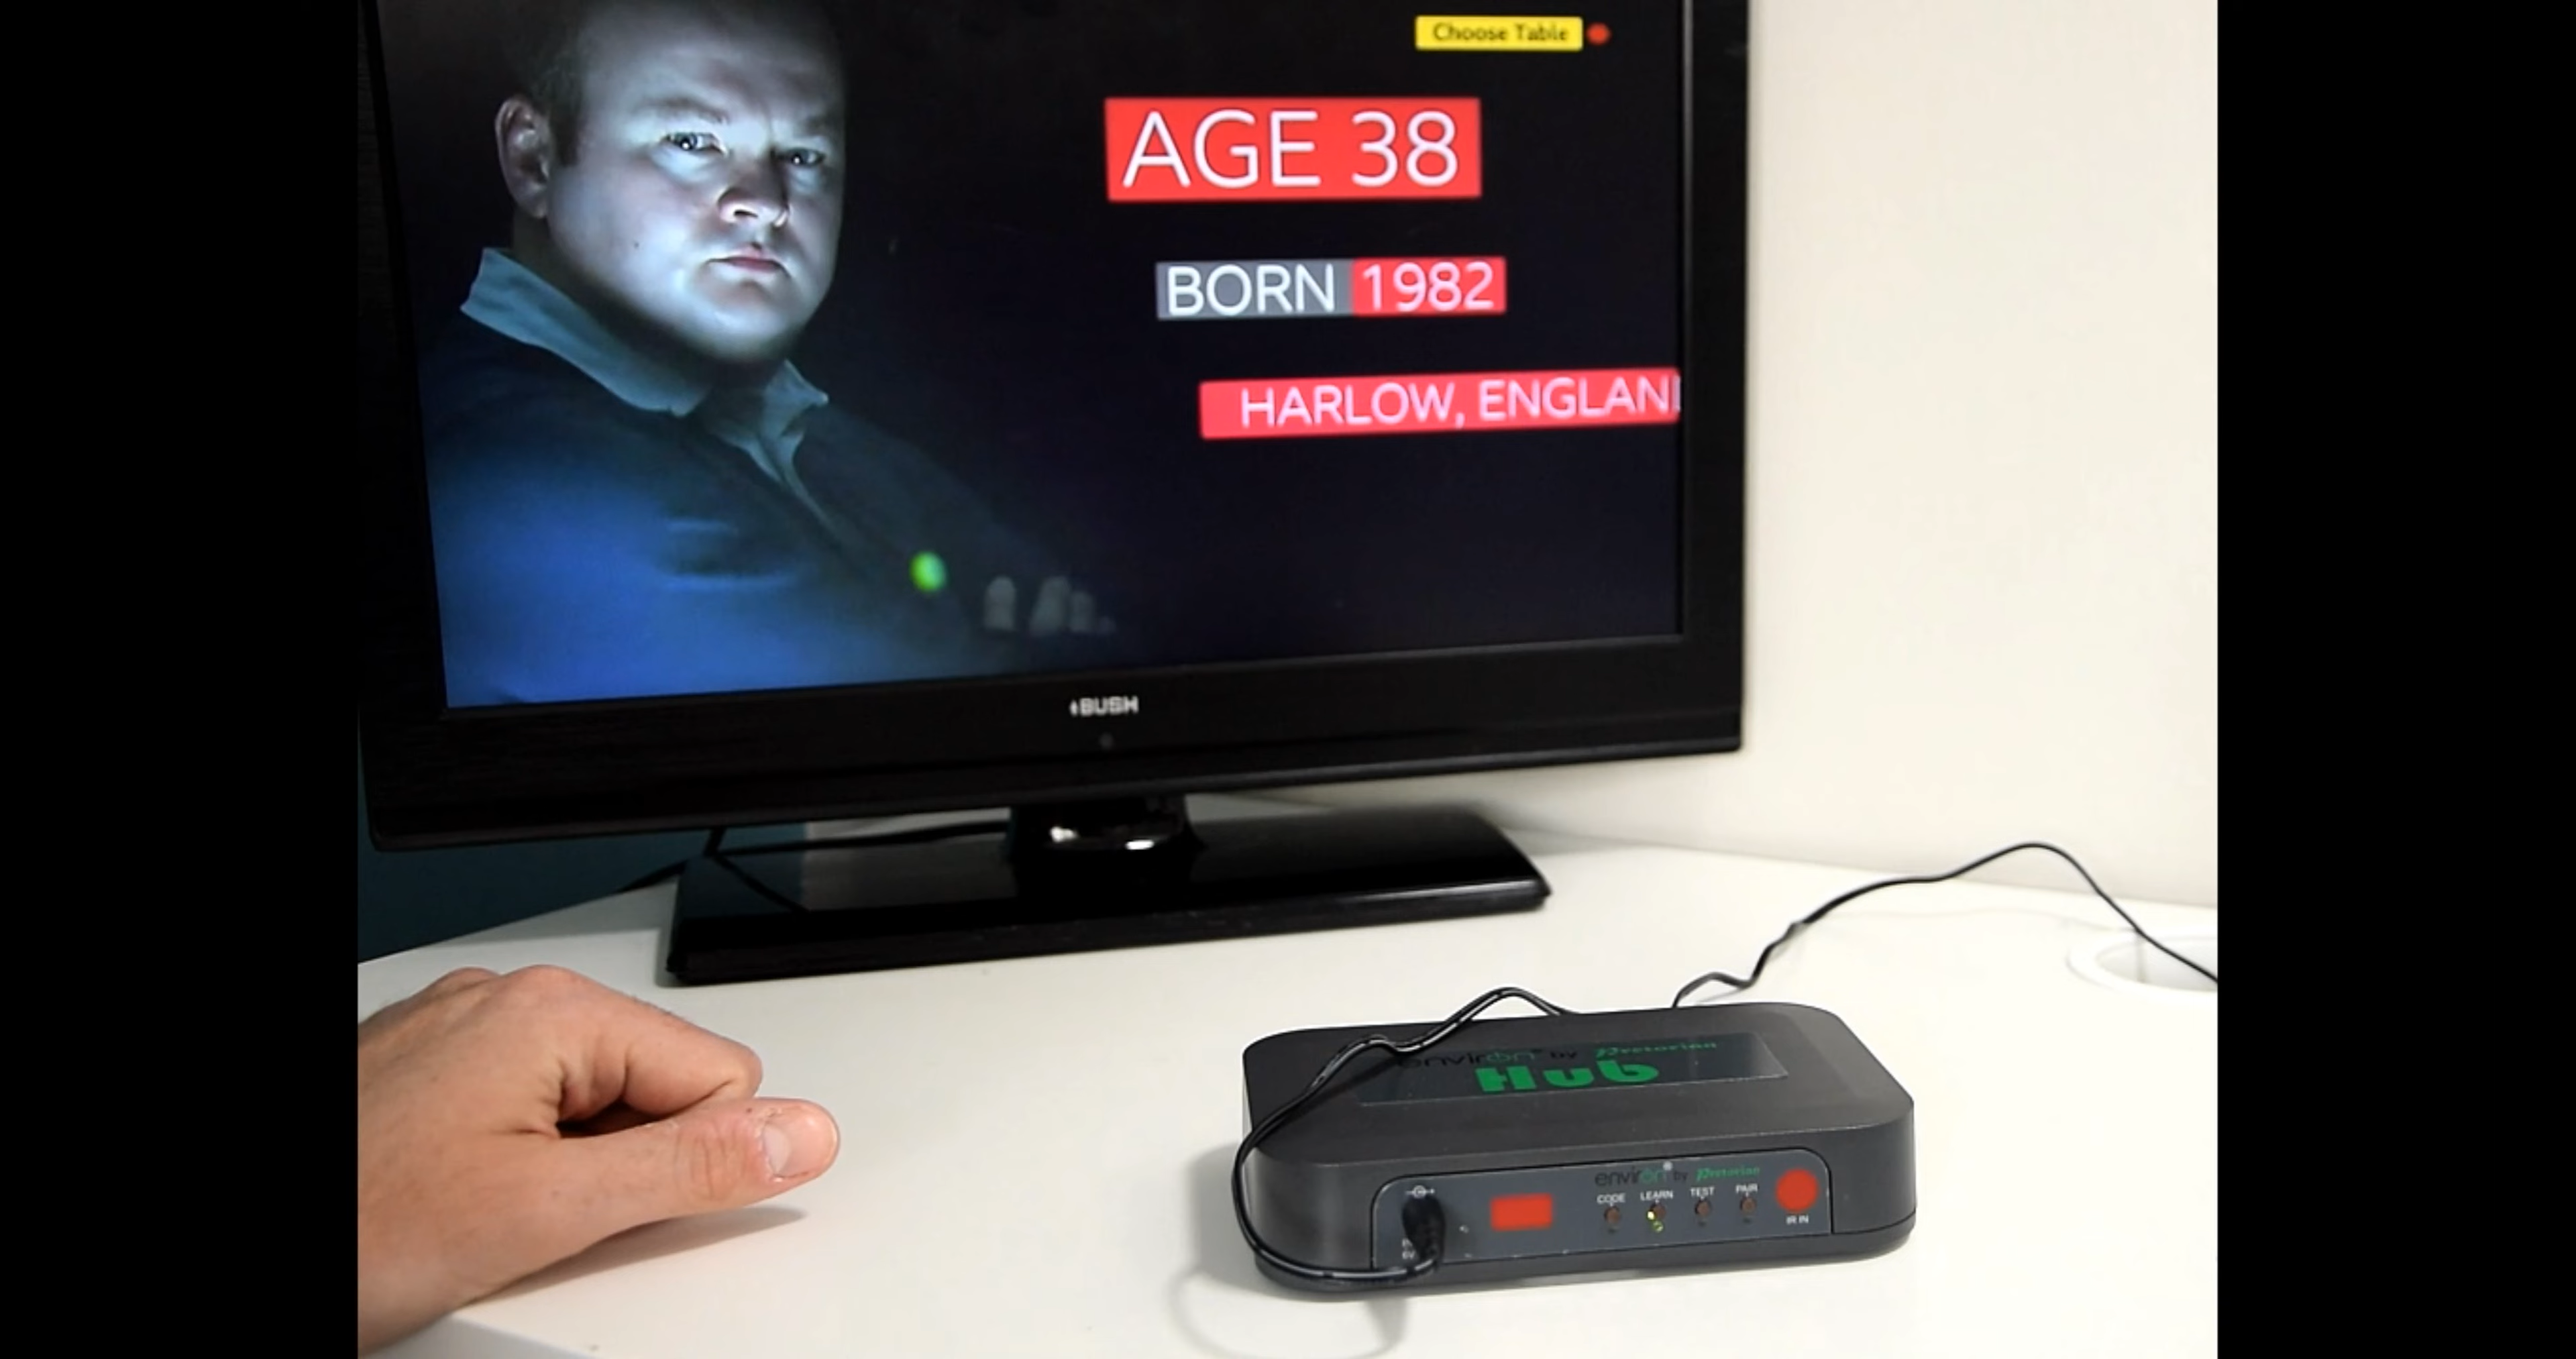 Choose Table
AGE 38
BORN 1982
HARLOW, ENGLAN
BUSH
environ by Pretorian
Hub
environ® by Pretorian
CODE LEARN TEST PAIR
IR IN